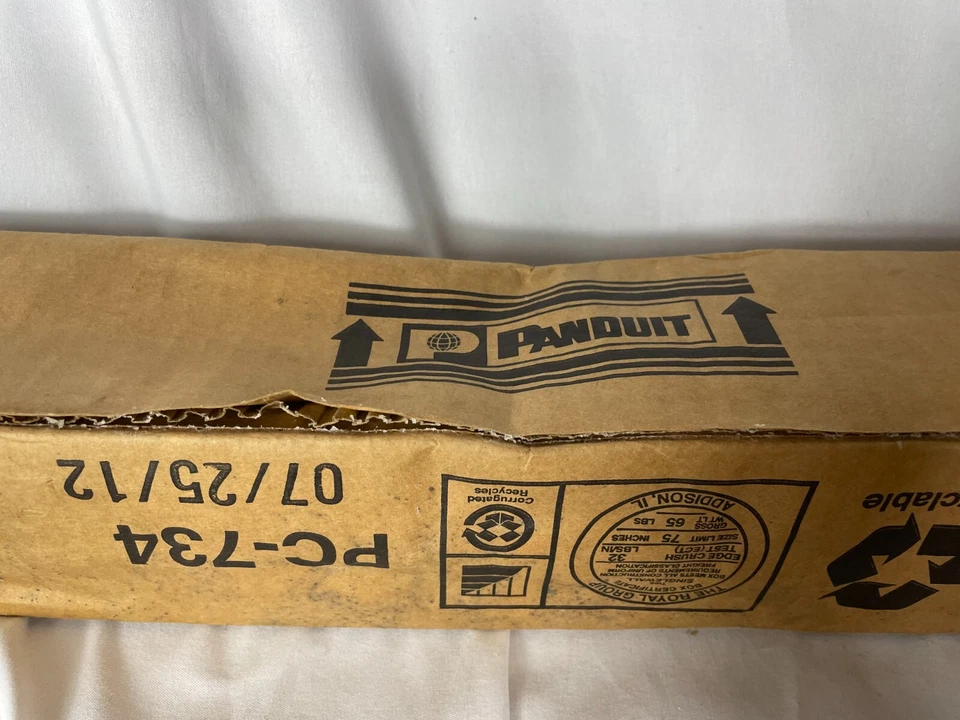 PANDUIT
07/25/12
PC-734
Corrugated
Recycles
THE ROYAL GROUP
BOX CERTIFICATE
SINGLEWALL
BOX MEETS ALL CONSTRUCTION
REQUIREMENTS OF UNIFORM
FREIGHT CLASSIFICATION
EDGE CRUSH
TEST (ECT) 32 LBS/IN
SIZE LIMIT 75 INCHES
GROSS
WT LT 65 LBS
ADDISON, IL
yclable